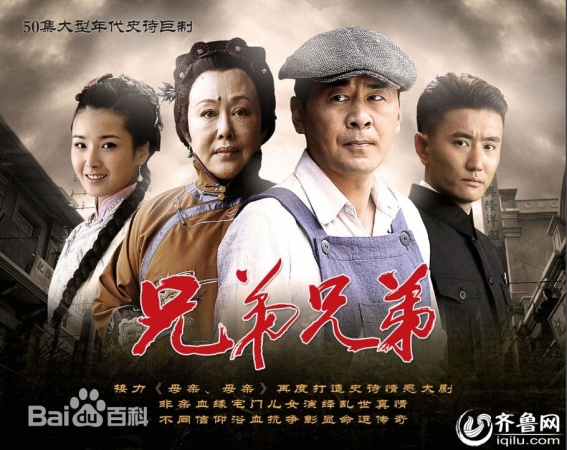 50集大型年代史诗巨制
兄弟兄弟
接力《母亲、母亲》再度打造史诗情感大剧
非亲血缘宅门儿女演绎乱世真情
不同信仰浴血抗争彰显命运传奇
Bai百科
齐鲁网
iqilu.com